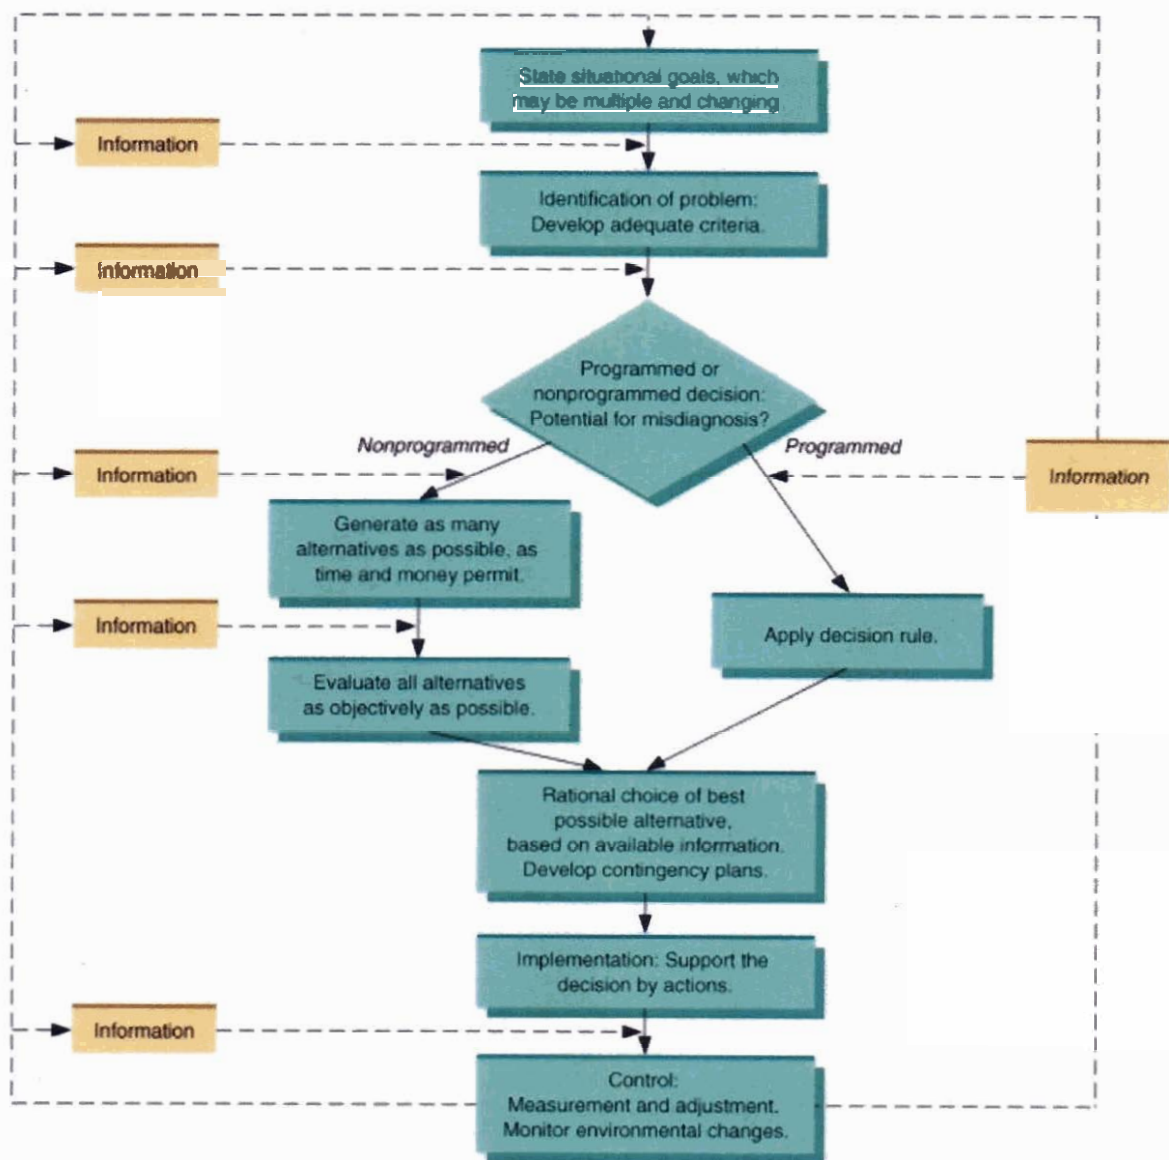 State situational goals, which
may be multiple and changing
Information
Identification of problem:
Develop adequate criteria.
Information
Programmed or
nonprogrammed decision:
Potential for misdiagnosis?
Nonprogrammed
Programmed
Information
Information
Generate as many
alternatives as possible, as
time and money permit.
Information
Apply decision rule.
Evaluate all alternatives
as objectively as possible.
Rational choice of best
possible alternative,
based on available information.
Develop contingency plans.
Implementation: Support the
decision by actions.
Information
Control:
Measurement and adjustment.
Monitor environmental changes.